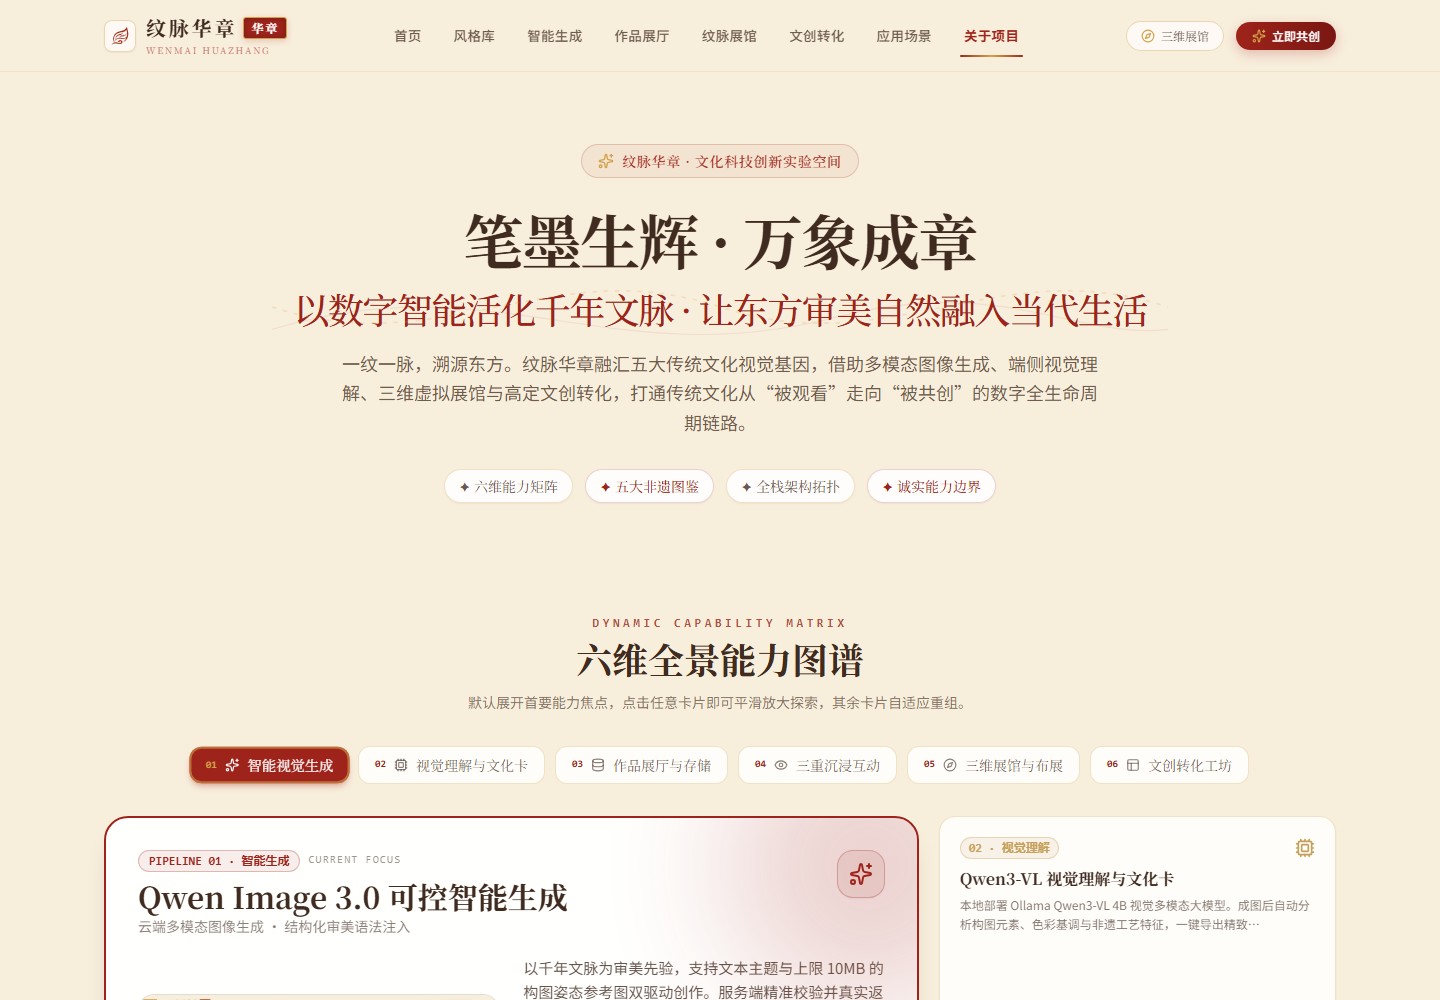 纹脉华章 华章
WENMAI HUAZHANG
首页 风格库 智能生成 作品展厅 纹脉展馆 文创转化 应用场景 关于项目
三维展馆 立即共创
纹脉华章 · 文化科技创新实验空间
笔墨生辉 · 万象成章
以数字智能活化千年文脉 · 让东方审美自然融入当代生活
一纹一脉，溯源东方。纹脉华章融汇五大传统文化视觉基因，借助多模态图像生成、端侧视觉理
解、三维虚拟展馆与高定文创转化，打通传统文化从“被观看”走向“被共创”的数字全生命周
期链路。
✦ 六维能力矩阵 ✦ 五大非遗图鉴 ✦ 全栈架构拓扑 ✦ 诚实能力边界
DYNAMIC CAPABILITY MATRIX
六维全景能力图谱
默认展开首要能力焦点，点击任意卡片即可平滑放大探索，其余卡片自适应重组。
01 智能视觉生成 02 视觉理解与文化卡 03 作品展厅与存储 04 三重沉浸互动 05 三维展馆与布展 06 文创转化工坊
PIPELINE 01 · 智能生成 CURRENT FOCUS
Qwen Image 3.0 可控智能生成
云端多模态图像生成 · 结构化审美语法注入
以千年文脉为审美先验，支持文本主题与上限 10MB 的
构图姿态参考图双驱动创作。服务端精准校验并真实返
02 · 视觉理解
Qwen3-VL 视觉理解与文化卡
本地部署 Ollama Qwen3-VL 4B 视觉多模态大模型。成图后自动分
析构图元素、色彩基调与非遗工艺特征，一键导出精致…